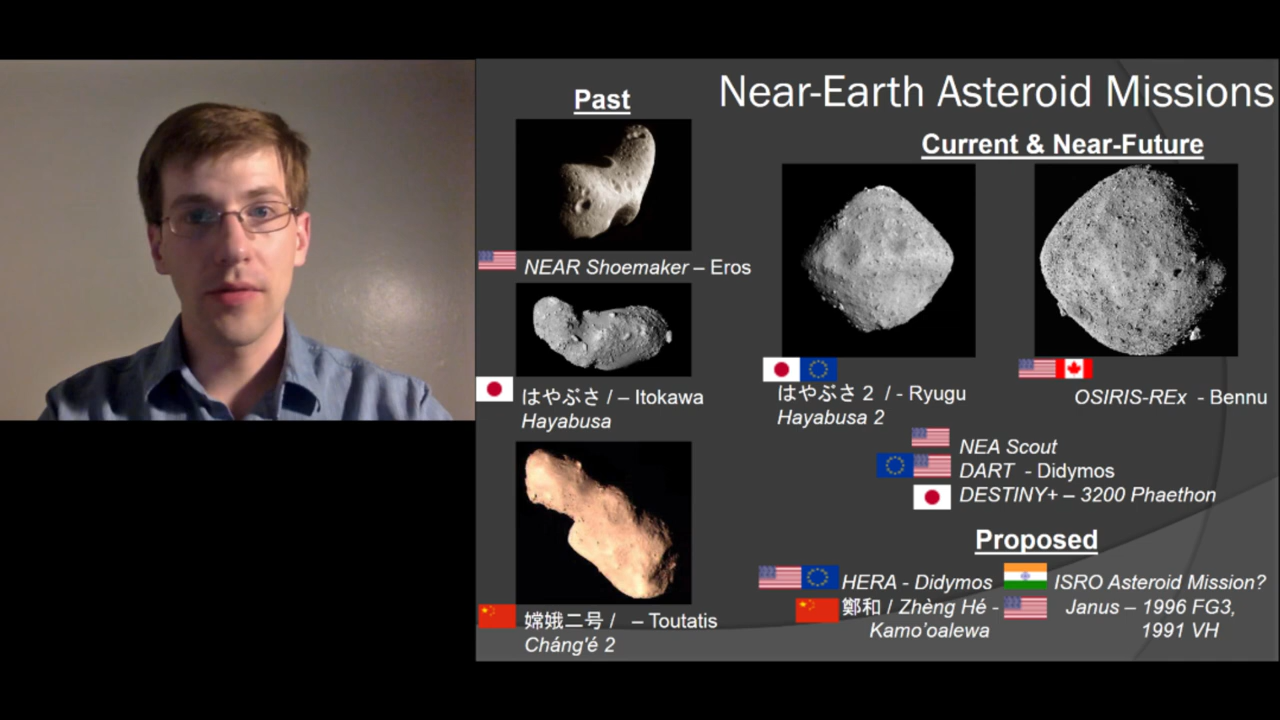 Near-Earth Asteroid Missions
Past
NEAR Shoemaker – Eros
はやぶさ / – Itokawa
Hayabusa
嫦娥二号 / – Toutatis
Cháng'é 2
Current & Near-Future
はやぶさ 2 / - Ryugu
Hayabusa 2
OSIRIS-REx - Bennu
NEA Scout
DART - Didymos
DESTINY+ – 3200 Phaethon
Proposed
HERA - Didymos
鄭和 / Zhèng Hé -
Kamo'oalewa
ISRO Asteroid Mission?
Janus – 1996 FG3,
1991 VH